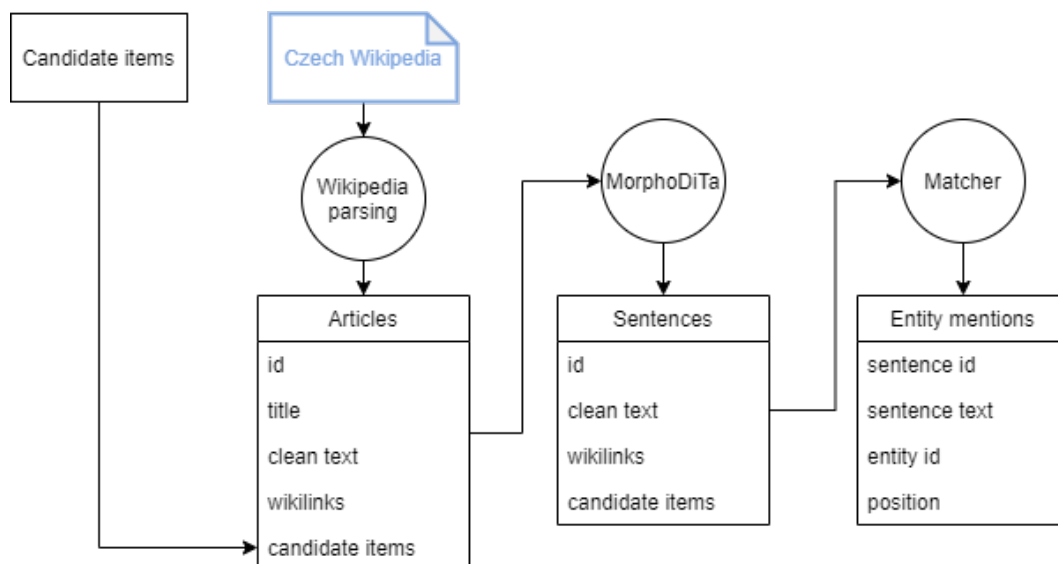 Candidate items
Czech Wikipedia
Wikipedia
parsing
MorphoDiTa
Matcher
Articles
id
title
clean text
wikilinks
candidate items
Sentences
id
clean text
wikilinks
candidate items
Entity mentions
sentence id
sentence text
entity id
position